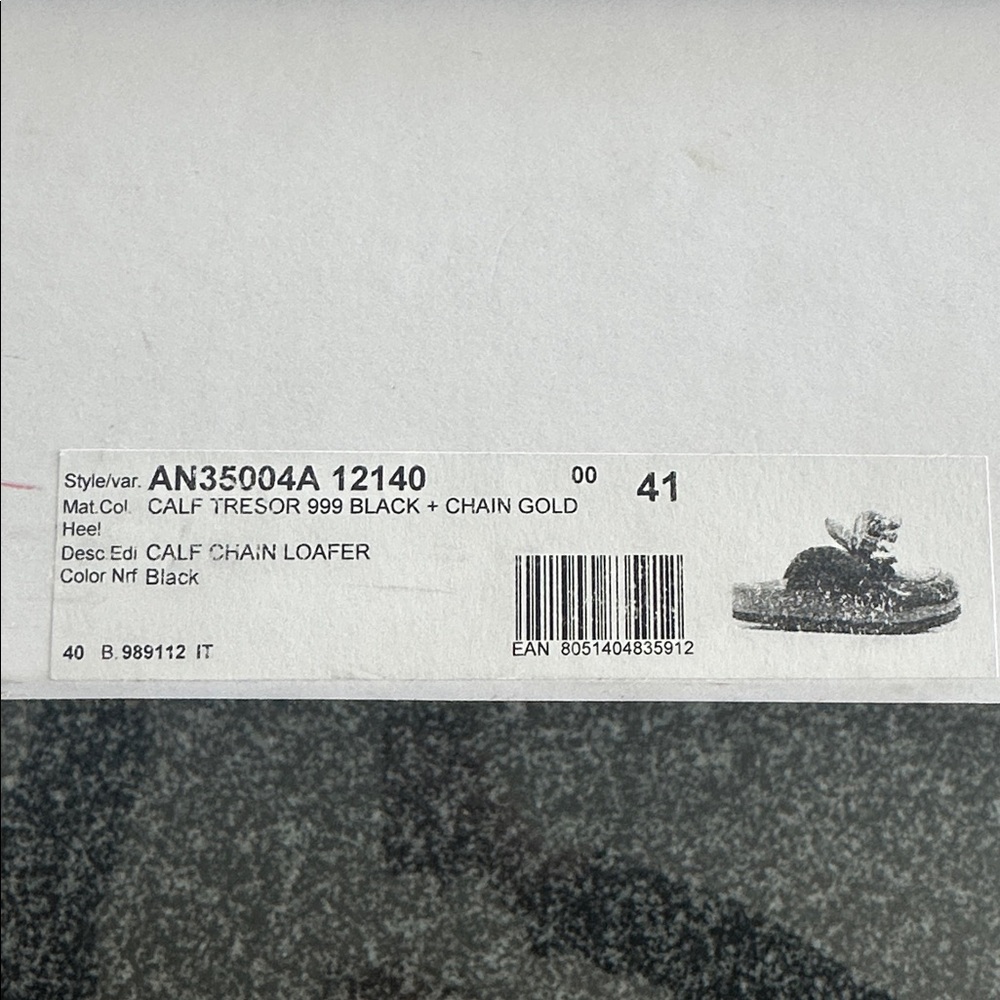 Style/var. AN35004A 12140 00 41
Mat.Col. CALF TRESOR 999 BLACK + CHAIN GOLD
Heel
Desc.Edi CALF CHAIN LOAFER
Color Nrf Black
40 B.989112 IT
EAN 8051404835912